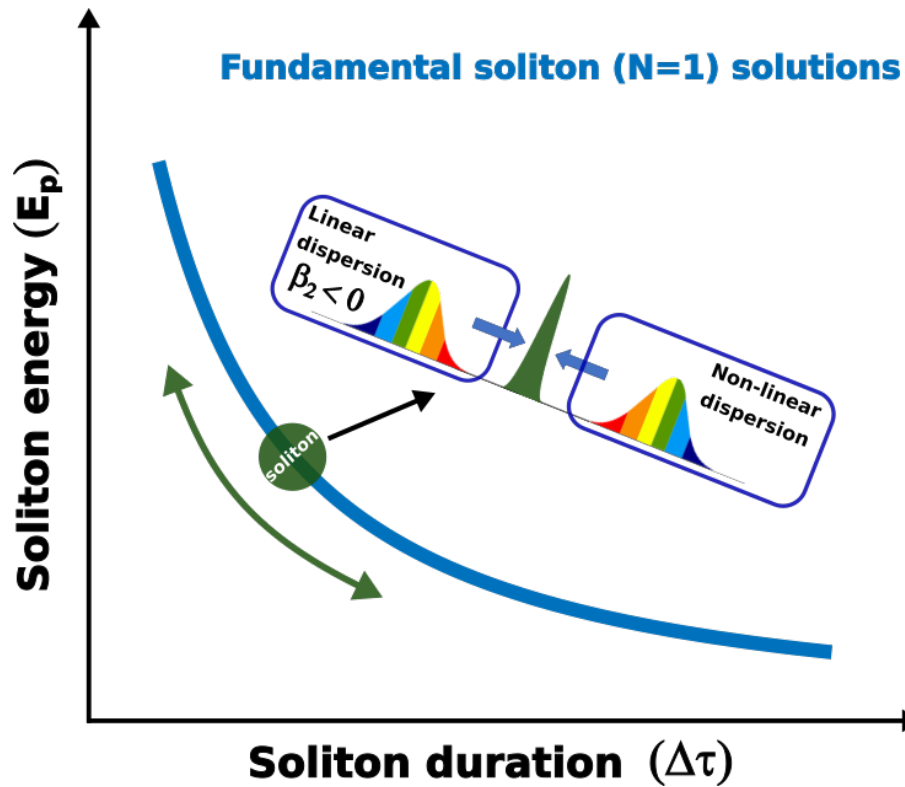 Fundamental soliton (N=1) solutions
Soliton energy (Eₚ)
Linear
dispersion
β₂ < 0
Non-linear
dispersion
soliton
Soliton duration (Δτ)